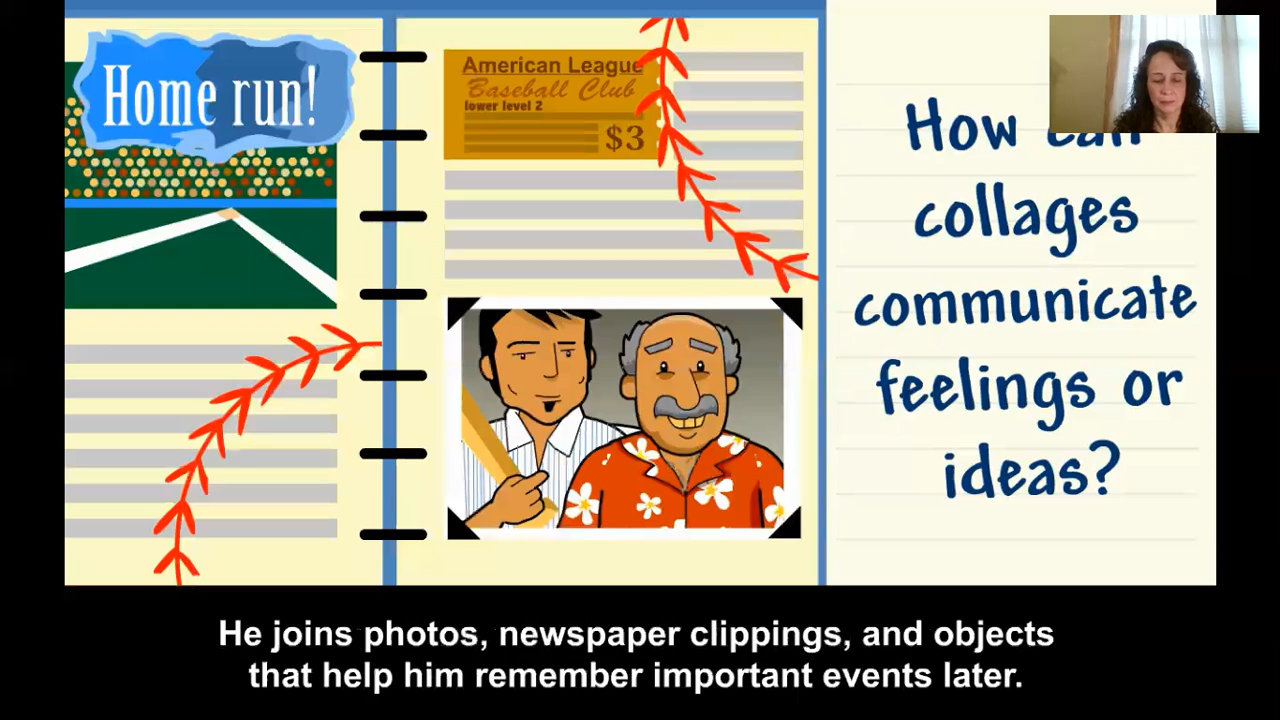 Home run!
American League
Baseball Club
lower level 2
$3
How can
collages
communicate
feelings or
ideas?
He joins photos, newspaper clippings, and objects
that help him remember important events later.